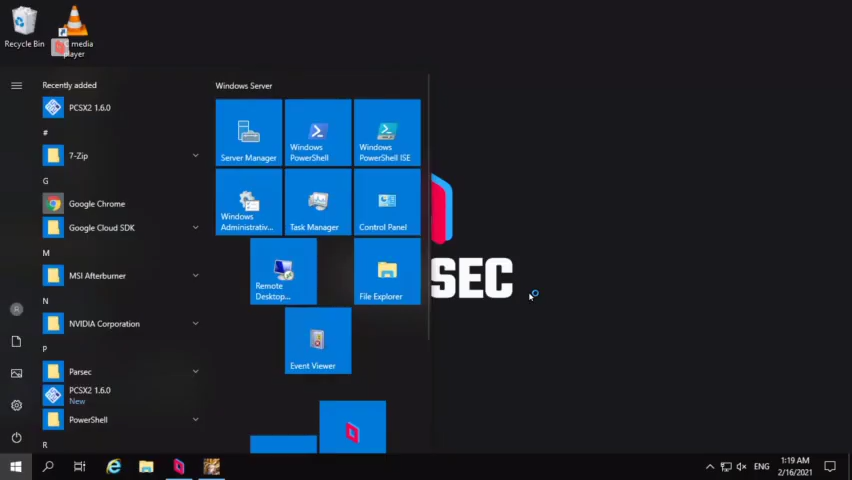 Recycle Bin
media
player
Recently added
PCSX2 1.6.0
#
7-Zip
G
Google Chrome
Google Cloud SDK
M
MSI Afterburner
N
NVIDIA Corporation
P
Parsec
PCSX2 1.6.0
New
PowerShell
R
Windows Server
Server Manager
Windows
PowerShell
Windows
PowerShell ISE
Windows
Administrativ...
Task Manager
Control Panel
Remote
Desktop...
File Explorer
Event Viewer
SEC
ENG
1:19 AM
2/16/2021